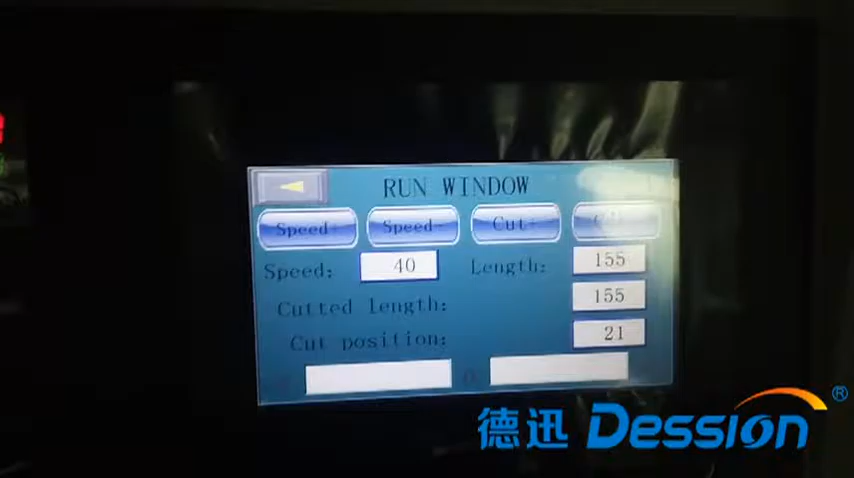 RUN WINDOW
Speed+ Speed- Cut+
Speed: 40 Length: 155
Cutted length: 155
Cut position: 21
德迅 Dession®